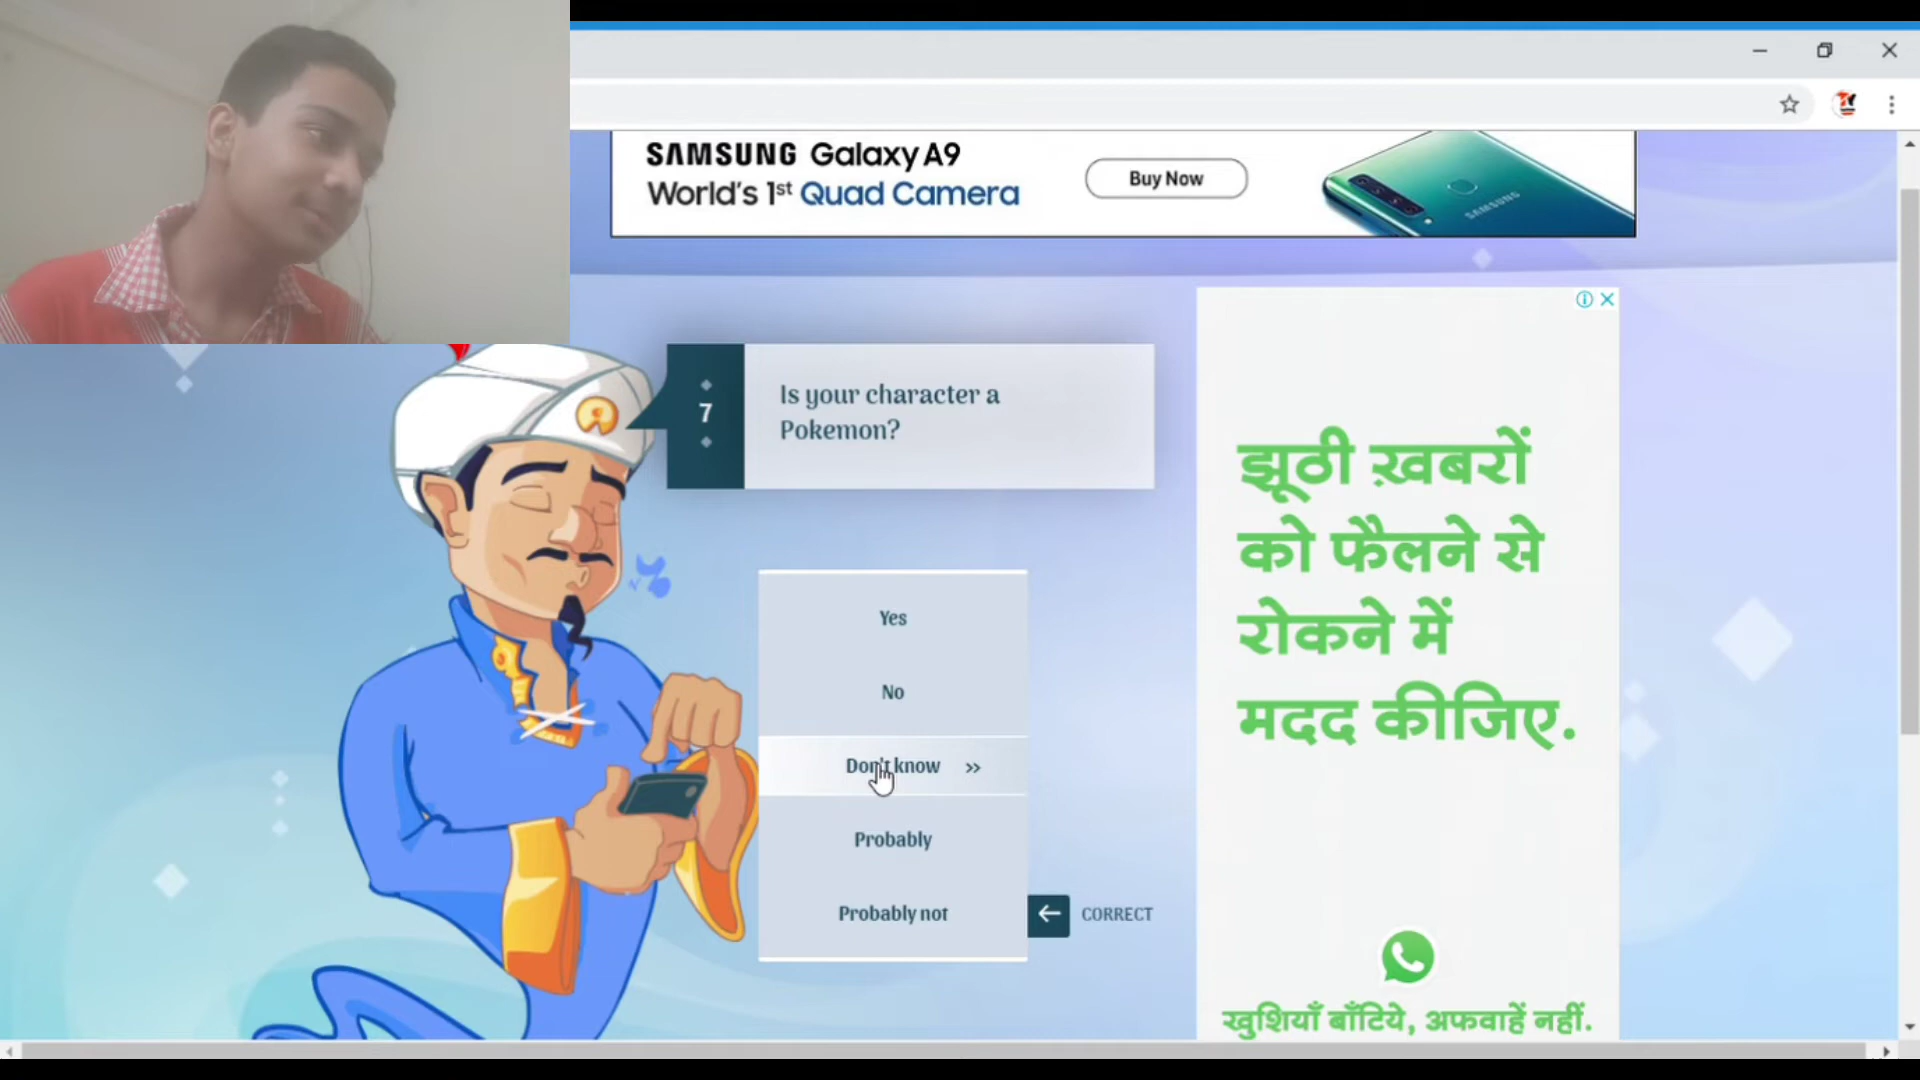 SAMSUNG Galaxy A9
World's 1st Quad Camera
Buy Now
SAMSUNG
7
Is your character a
Pokemon?
Yes
No
Don't know >>
Probably
Probably not
CORRECT
झूठी ख़बरों
को फैलने से
रोकने में
मदद कीजिए.
खुशियाँ बाँटिये, अफवाहें नहीं.